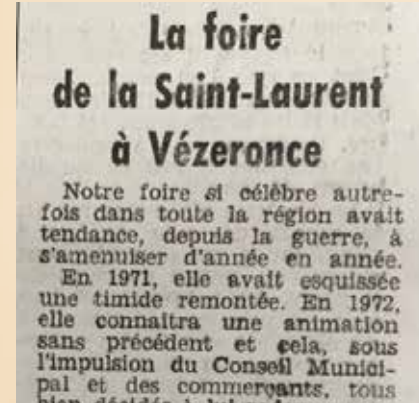 La foire
de la Saint-Laurent
à Vézeronce
Notre foire si célèbre autre-
fois dans toute la région avait
tendance, depuis la guerre, à
s'amenuiser d'année en année.
En 1971, elle avait esquissée
une timide remontée. En 1972,
elle connaitra une animation
sans précédent et cela, sous
l'impulsion du Conseil Munici-
pal et des commerçants, tous
bien décidés à